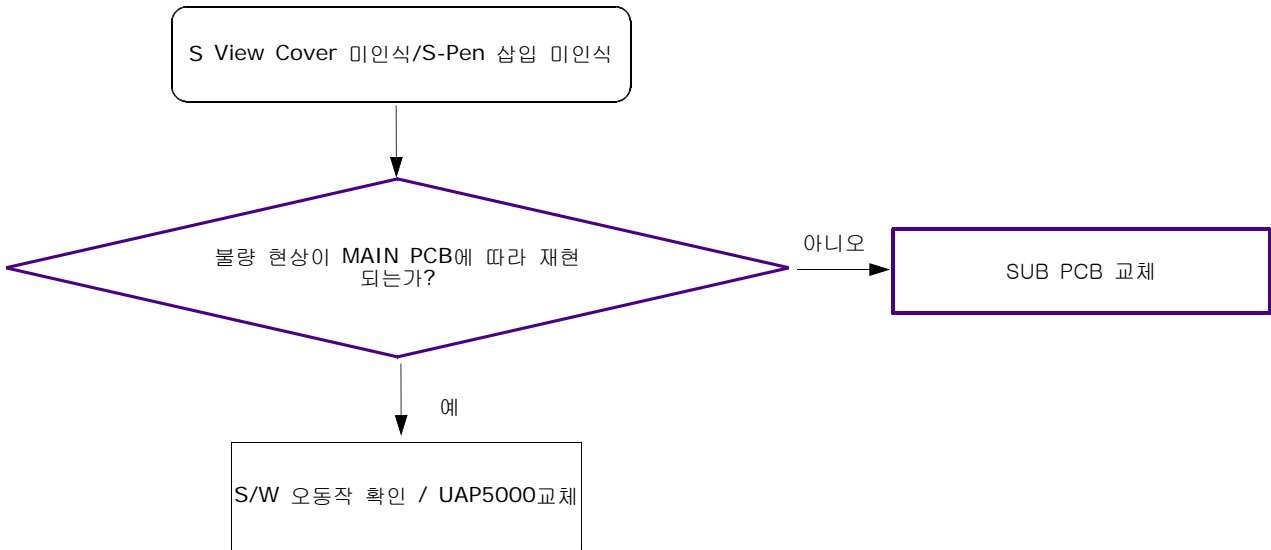 S View Cover 미인식/S-Pen 삽입 미인식
불량 현상이 MAIN PCB에 따라 재현
되는가?
아니오
SUB PCB 교체
예
S/W 오동작 확인 / UAP5000교체